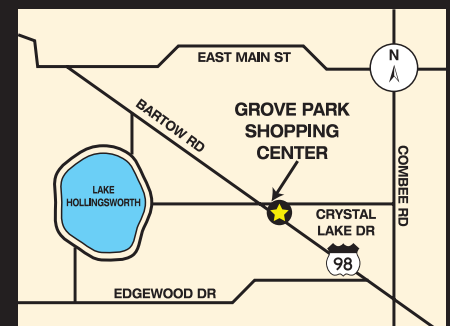 EAST MAIN ST
N
BARTOW RD
GROVE PARK
SHOPPING
CENTER
COMBEE RD
LAKE
HOLLINGSWORTH
CRYSTAL
LAKE DR
98
EDGEWOOD DR